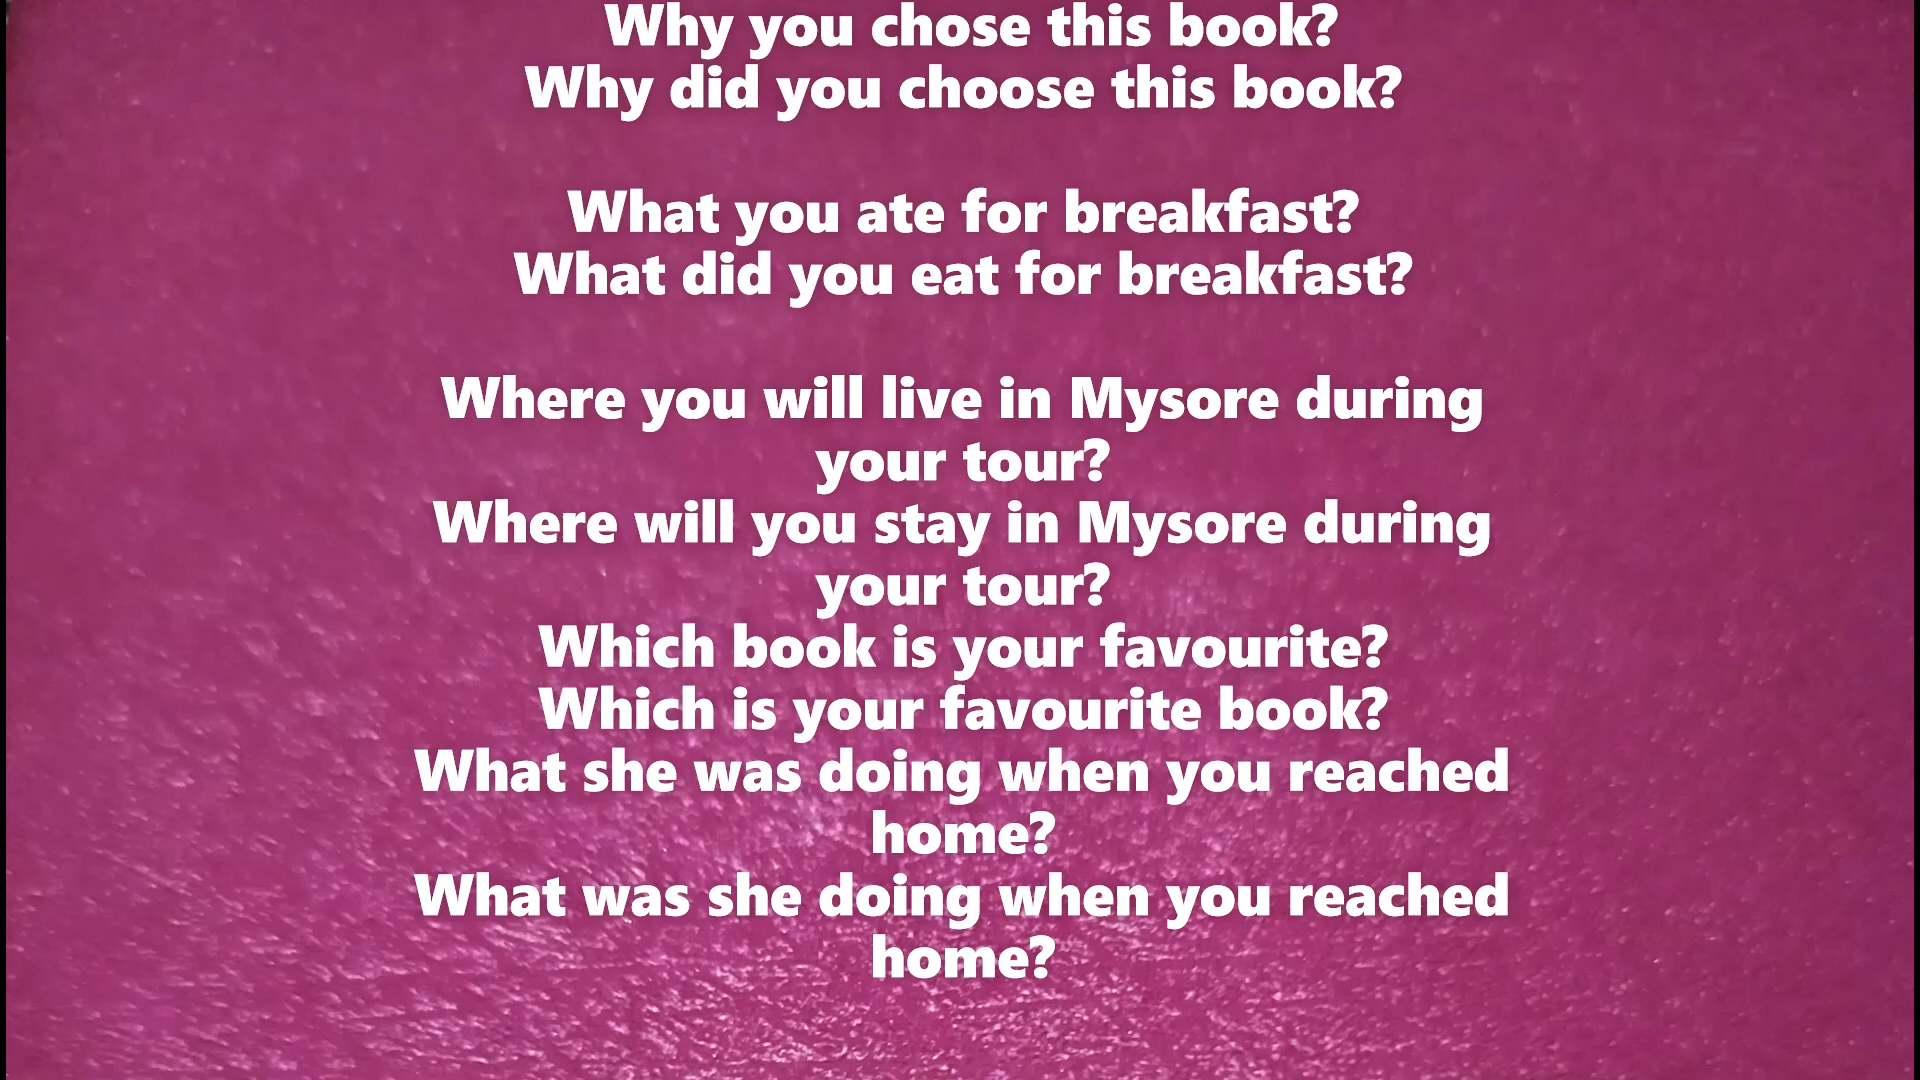 Why you chose this book?
Why did you choose this book?
What you ate for breakfast?
What did you eat for breakfast?
Where you will live in Mysore during
your tour?
Where will you stay in Mysore during
your tour?
Which book is your favourite?
Which is your favourite book?
What she was doing when you reached
home?
What was she doing when you reached
home?